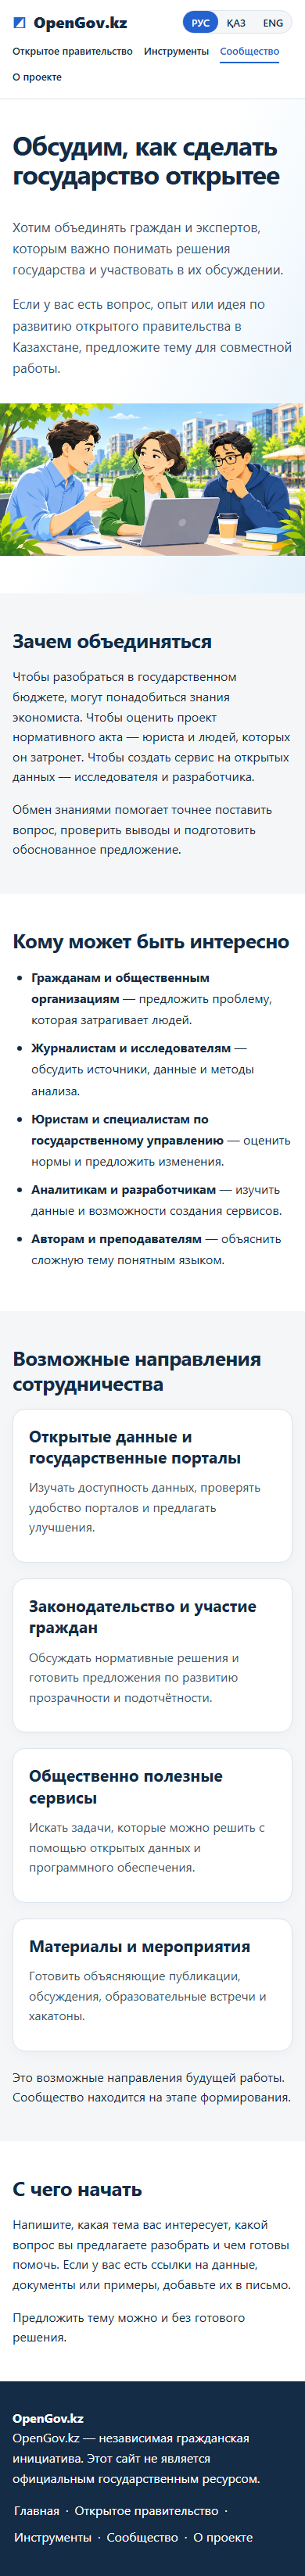 OpenGov.kz
РУС ҚАЗ ENG
Открытое правительство Инструменты Сообщество
О проекте
Обсудим, как сделать
государство открытее
Хотим объединять граждан и экспертов,
которым важно понимать решения
государства и участвовать в их обсуждении.
Если у вас есть вопрос, опыт или идея по
развитию открытого правительства в
Казахстане, предложите тему для совместной
работы.
Зачем объединяться
Чтобы разобраться в государственном
бюджете, могут понадобиться знания
экономиста. Чтобы оценить проект
нормативного акта — юриста и людей, которых
он затронет. Чтобы создать сервис на открытых
данных — исследователя и разработчика.
Обмен знаниями помогает точнее поставить
вопрос, проверить выводы и подготовить
обоснованное предложение.
Кому может быть интересно
• Гражданам и общественным
организациям — предложить проблему,
которая затрагивает людей.
• Журналистам и исследователям —
обсудить источники, данные и методы
анализа.
• Юристам и специалистам по
государственному управлению — оценить
нормы и предложить изменения.
• Аналитикам и разработчикам — изучить
данные и возможности создания сервисов.
• Авторам и преподавателям — объяснить
сложную тему понятным языком.
Возможные направления
сотрудничества
Открытые данные и
государственные порталы
Изучать доступность данных, проверять
удобство порталов и предлагать
улучшения.
Законодательство и участие
граждан
Обсуждать нормативные решения и
готовить предложения по развитию
прозрачности и подотчётности.
Общественно полезные
сервисы
Искать задачи, которые можно решить с
помощью открытых данных и
программного обеспечения.
Материалы и мероприятия
Готовить объясняющие публикации,
обсуждения, образовательные встречи и
хакатоны.
Это возможные направления будущей работы.
Сообщество находится на этапе формирования.
С чего начать
Напишите, какая тема вас интересует, какой
вопрос вы предлагаете разобрать и чем готовы
помочь. Если у вас есть ссылки на данные,
документы или примеры, добавьте их в письмо.
Предложить тему можно и без готового
решения.
OpenGov.kz
OpenGov.kz — независимая гражданская
инициатива. Этот сайт не является
официальным государственным ресурсом.
Главная · Открытое правительство ·
Инструменты · Сообщество · О проекте